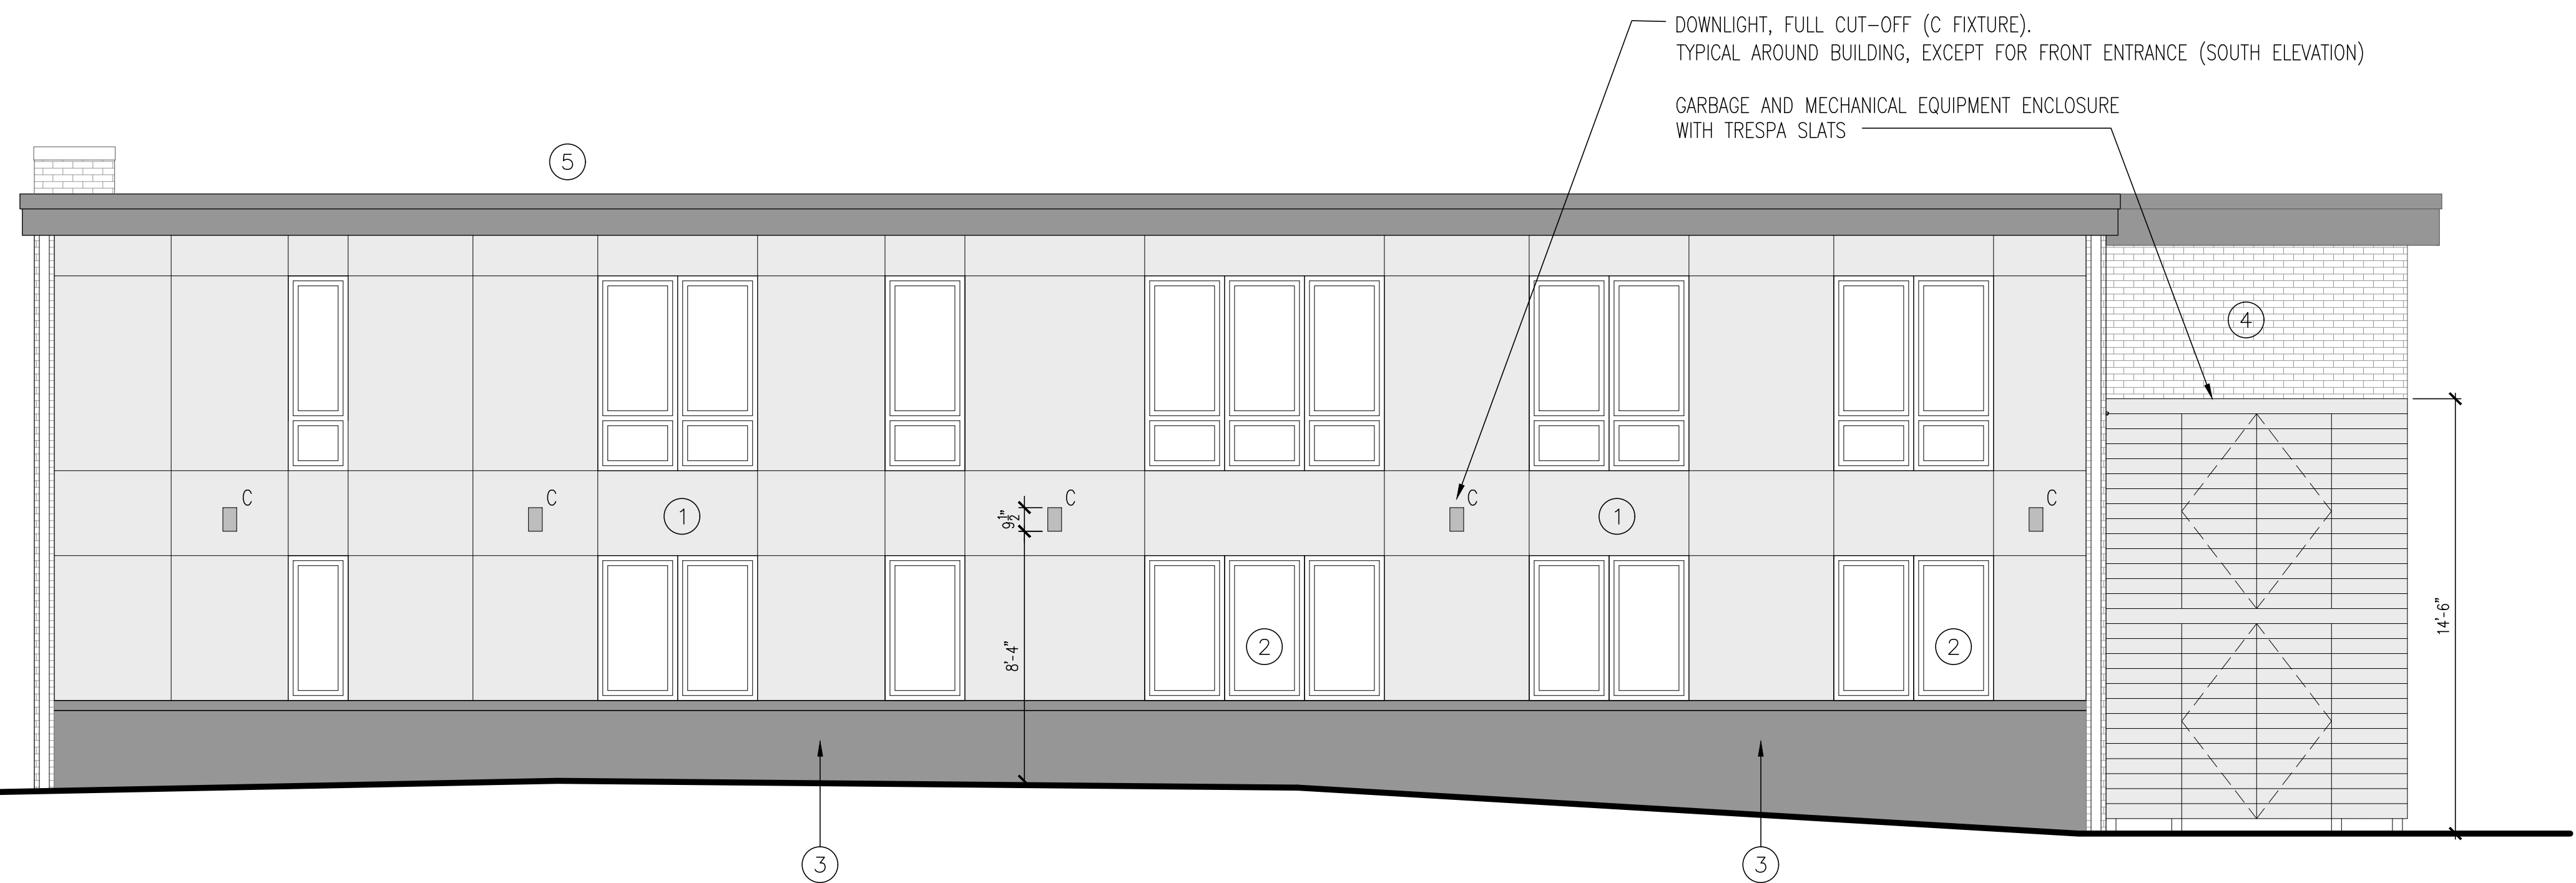 DOWNLIGHT, FULL CUT-OFF (C FIXTURE).
TYPICAL AROUND BUILDING, EXCEPT FOR FRONT ENTRANCE (SOUTH ELEVATION)
GARBAGE AND MECHANICAL EQUIPMENT ENCLOSURE
WITH TRESPA SLATS
5
4
C
C
C
C
C
1
1
9½"
8'-4"
14'-6"
2
2
3
3